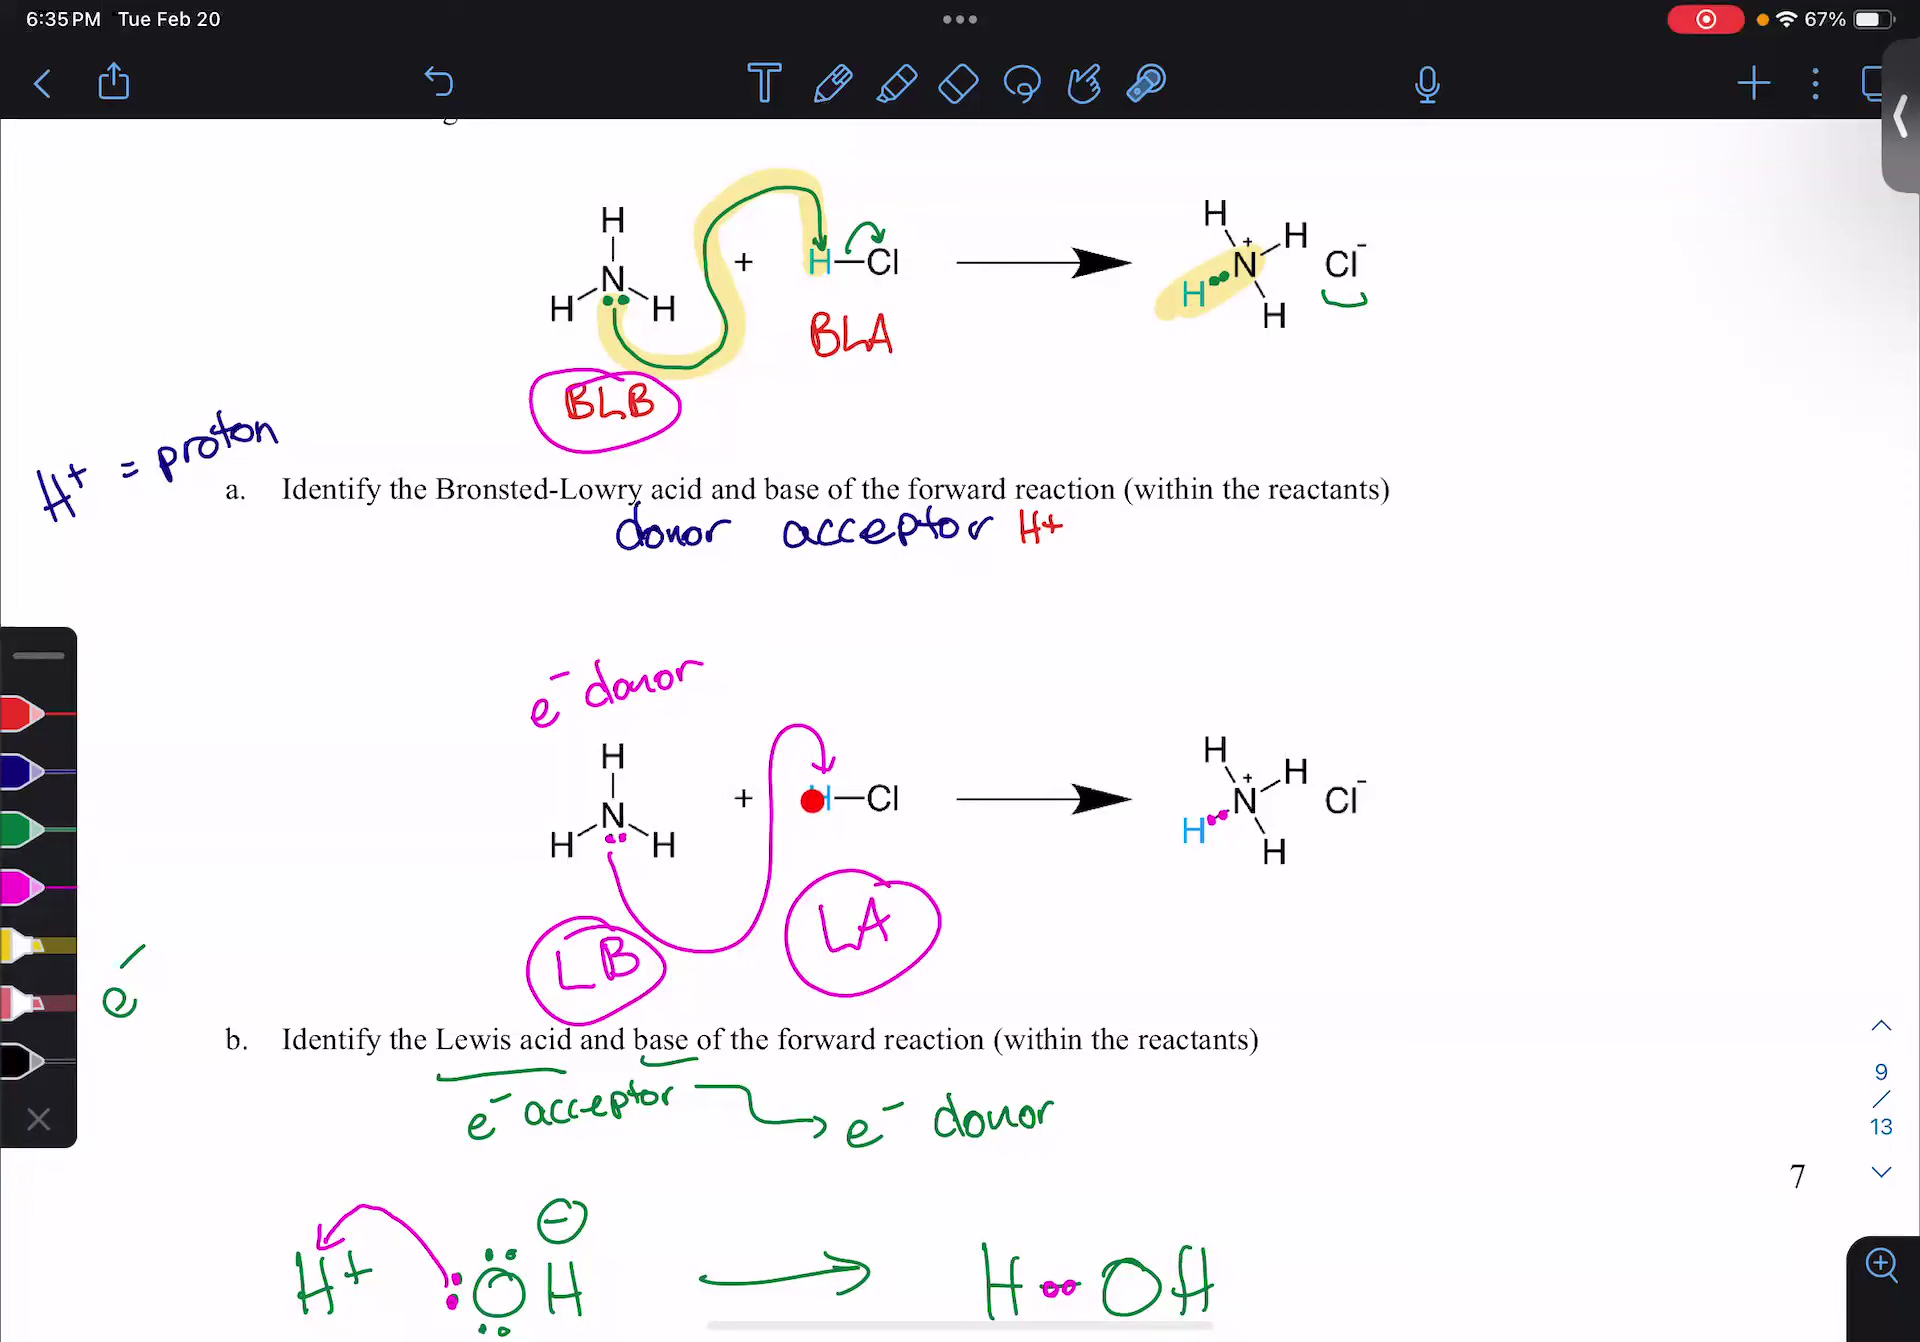 6:35 PM Tue Feb 20
67%
H
N
H H
+ H—Cl
H
N + H
H
H
Cl -
BLA
BLB
H+ = proton
a. Identify the Bronsted-Lowry acid and base of the forward reaction (within the reactants)
donor acceptor H+
e- donor
H
N
H H
+ H—Cl
H
N + H
H
H
Cl -
LA
LB
e-
b. Identify the Lewis acid and base of the forward reaction (within the reactants)
e- acceptor → e- donor
9
/
13
7
H+ OH ⊖ → H OH